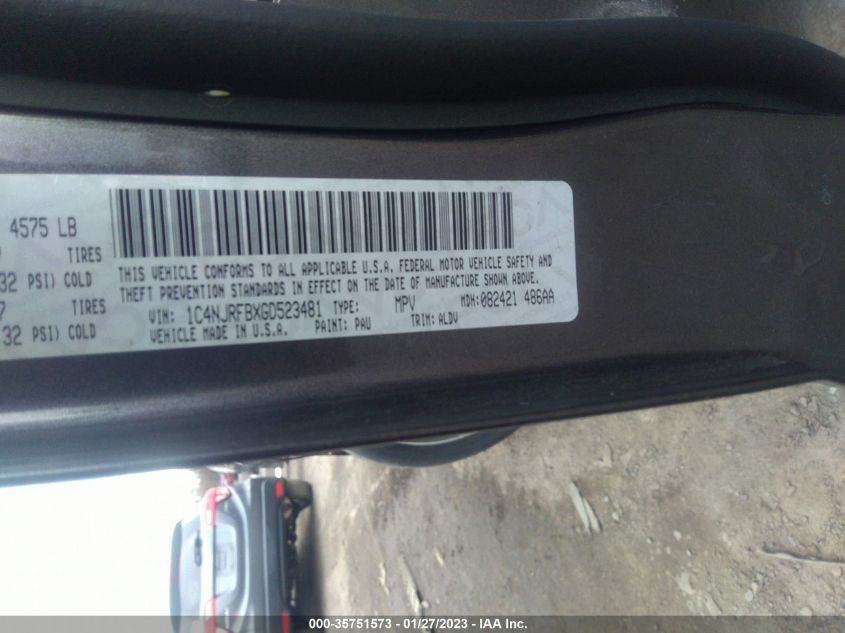 4575 LB
TIRES
32 PSI) COLD
TIRES
32 PSI) COLD
THIS VEHICLE CONFORMS TO ALL APPLICABLE U.S.A. FEDERAL MOTOR VEHICLE SAFETY AND
THEFT PREVENTION STANDARDS IN EFFECT ON THE DATE OF MANUFACTURE SHOWN ABOVE.
VIN: 1C4NJRFBXGD523481 TYPE: MPV MDH:082421 486AA
VEHICLE MADE IN U.S.A. PAINT: PAU TRIM: ALDV
000-35751573 - 01/27/2023 - IAA Inc.